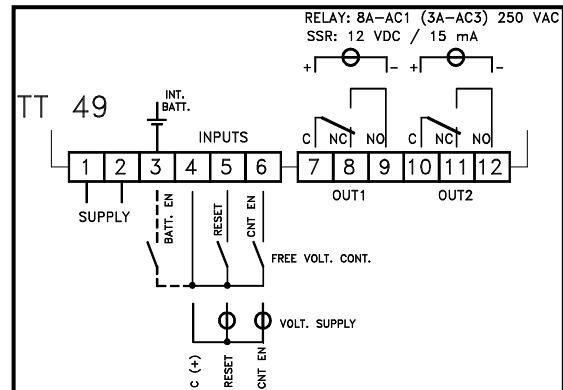 RELAY: 8A-AC1 (3A-AC3) 250 VAC
SSR: 12 VDC / 15 mA
+ - + -
INT.
BATT.
TT 49
INPUTS
C NC NO C NC NO
1 2 3 4 5 6 7 8 9 10 11 12
SUPPLY
OUT1 OUT2
BATT. EN
RESET
CNT EN
FREE VOLT. CONT.
VOLT. SUPPLY
C (+)
RESET
CNT EN